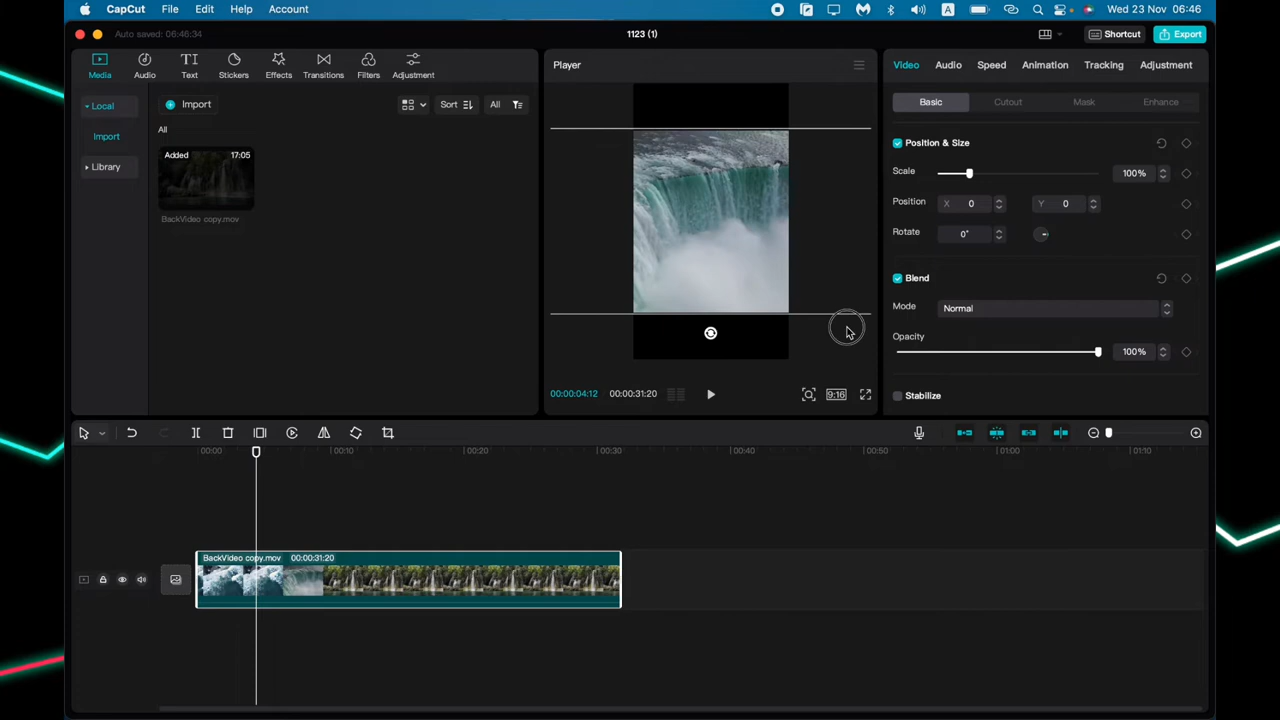 CapCut File Edit Help Account A Wed 23 Nov 06:46
Auto saved: 06:46:34 1123 (1) Shortcut Export
Media Audio Text Stickers Effects Transitions Filters Adjustment
Local
Import
Library
Import Sort All
All
Added 17:05
BackVideo copy.mov
Player
00:00:04:12 00:00:31:20 9:16
Video Audio Speed Animation Tracking Adjustment
Basic Cutout Mask Enhance
Position & Size
Scale 100%
Position X 0 Y 0
Rotate 0°
Blend
Mode Normal
Opacity
100%
Stabilize
00:00 00:10 00:20 00:30 00:40 00:50 01:00 01:10
BackVideo copy.mov 00:00:31:20